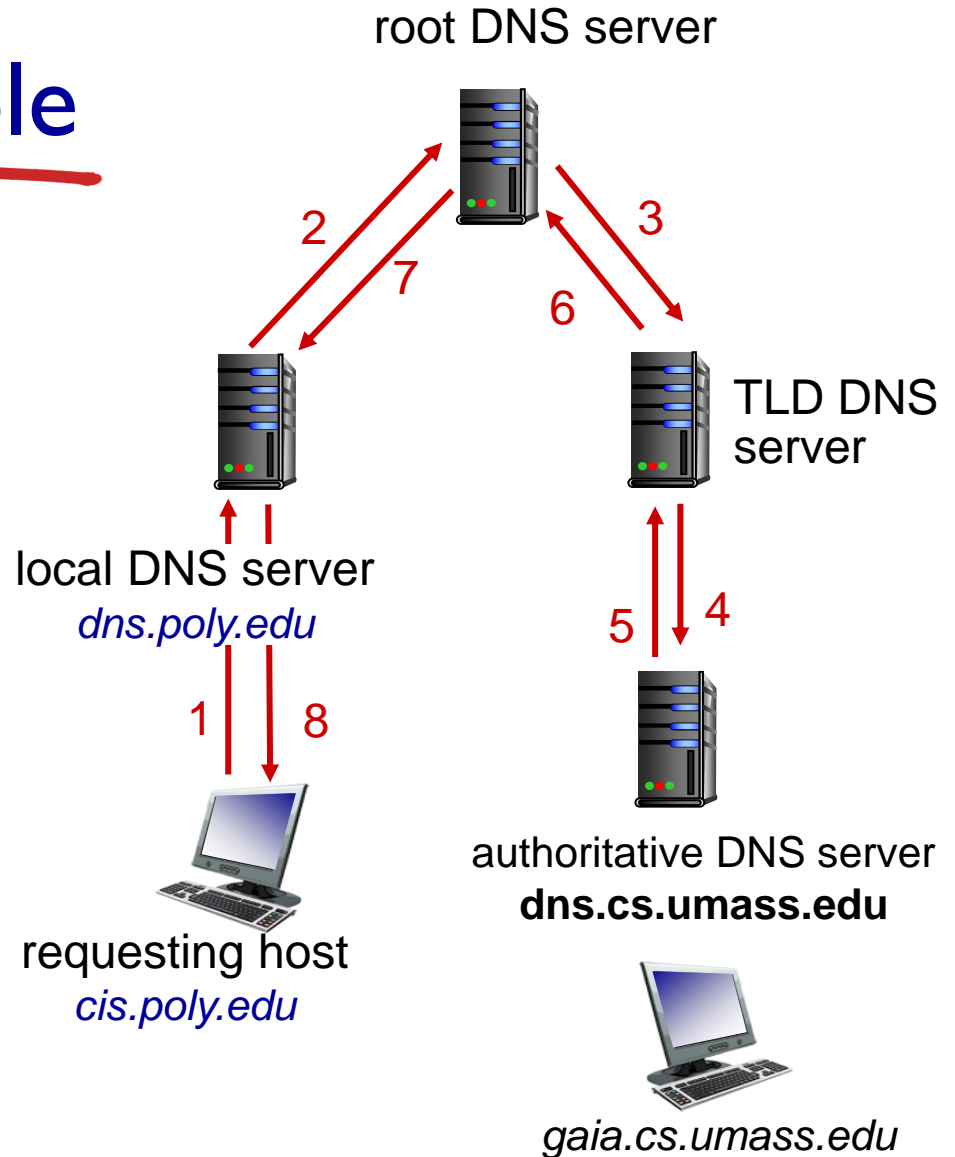 root DNS server
le
2
3
7
6
TLD DNS
server
local DNS server
dns.poly.edu
5
4
1
8
authoritative DNS server
dns.cs.umass.edu
requesting host
cis.poly.edu
gaia.cs.umass.edu